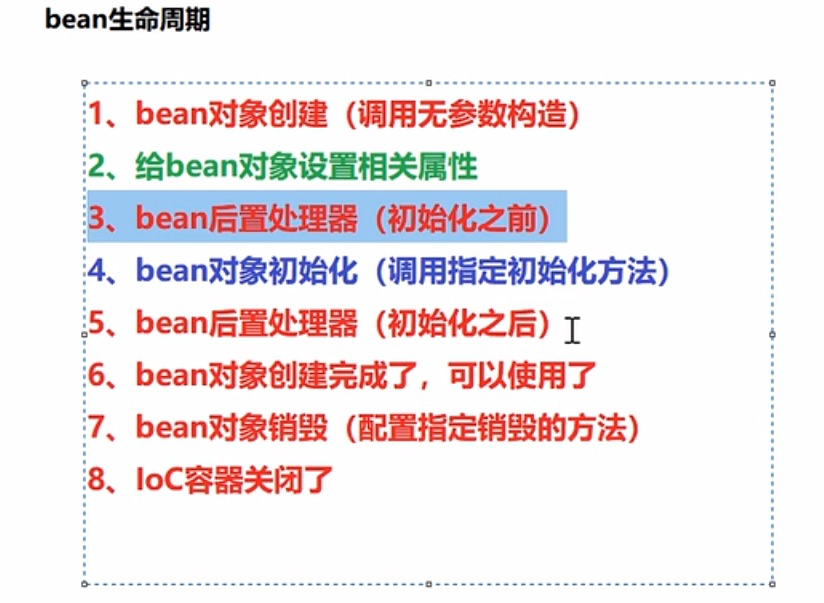 bean生命周期
1、bean对象创建（调用无参数构造）
2、给bean对象设置相关属性
3、bean后置处理器（初始化之前）
4、bean对象初始化（调用指定初始化方法）
5、bean后置处理器（初始化之后）
6、bean对象创建完成了，可以使用了
7、bean对象销毁（配置指定销毁的方法）
8、IoC容器关闭了